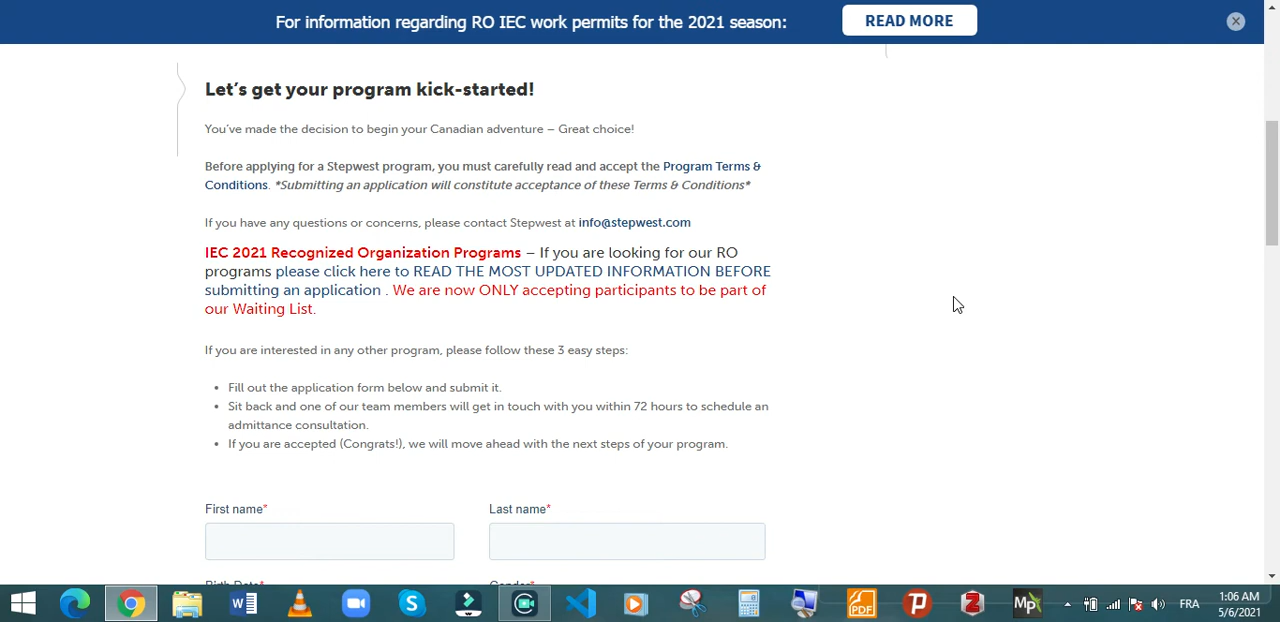 For information regarding RO IEC work permits for the 2021 season:
READ MORE
Let's get your program kick-started!
You've made the decision to begin your Canadian adventure – Great choice!
Before applying for a Stepwest program, you must carefully read and accept the Program Terms &
Conditions. *Submitting an application will constitute acceptance of these Terms & Conditions*
If you have any questions or concerns, please contact Stepwest at info@stepwest.com
IEC 2021 Recognized Organization Programs – If you are looking for our RO
programs please click here to READ THE MOST UPDATED INFORMATION BEFORE
submitting an application . We are now ONLY accepting participants to be part of
our Waiting List.
If you are interested in any other program, please follow these 3 easy steps:
• Fill out the application form below and submit it.
• Sit back and one of our team members will get in touch with you within 72 hours to schedule an
admittance consultation.
• If you are accepted (Congrats!), we will move ahead with the next steps of your program.
First name* Last name*
Birth Date* Gender*
PDF
Mp
FRA
1:06 AM
5/6/2021